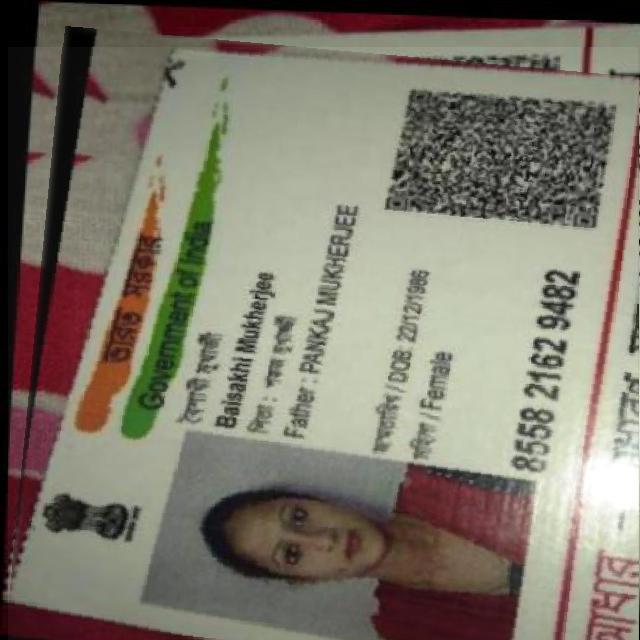 ভারত সরকার
Government of India
বৈশাখী মুখার্জী
Baisakhi Mukherjee
পিতা : পঙ্কজ মুখার্জী
Father : PANKAJ MUKHERJEE
জন্মতারিখ / DOB: 22/12/1986
মহিলা / Female
8558 2162 9482